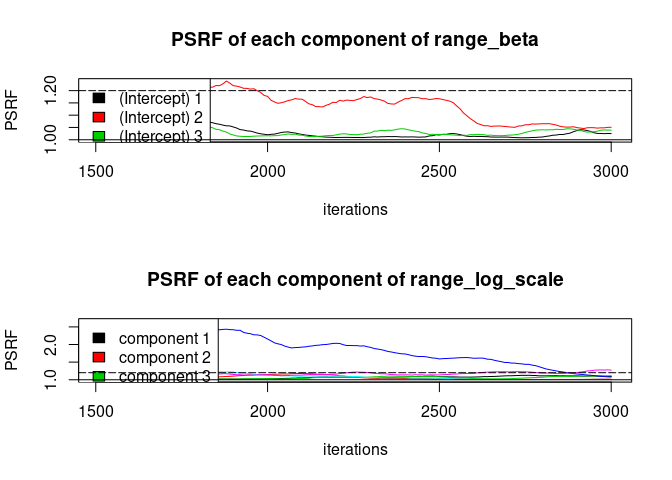 PSRF of each component of range_beta
PSRF
1.20
1.00
(Intercept) 1
(Intercept) 2
(Intercept) 3
1500 2000 2500 3000
iterations
PSRF of each component of range_log_scale
PSRF
2.0
1.0
component 1
component 2
component 3
1500 2000 2500 3000
iterations